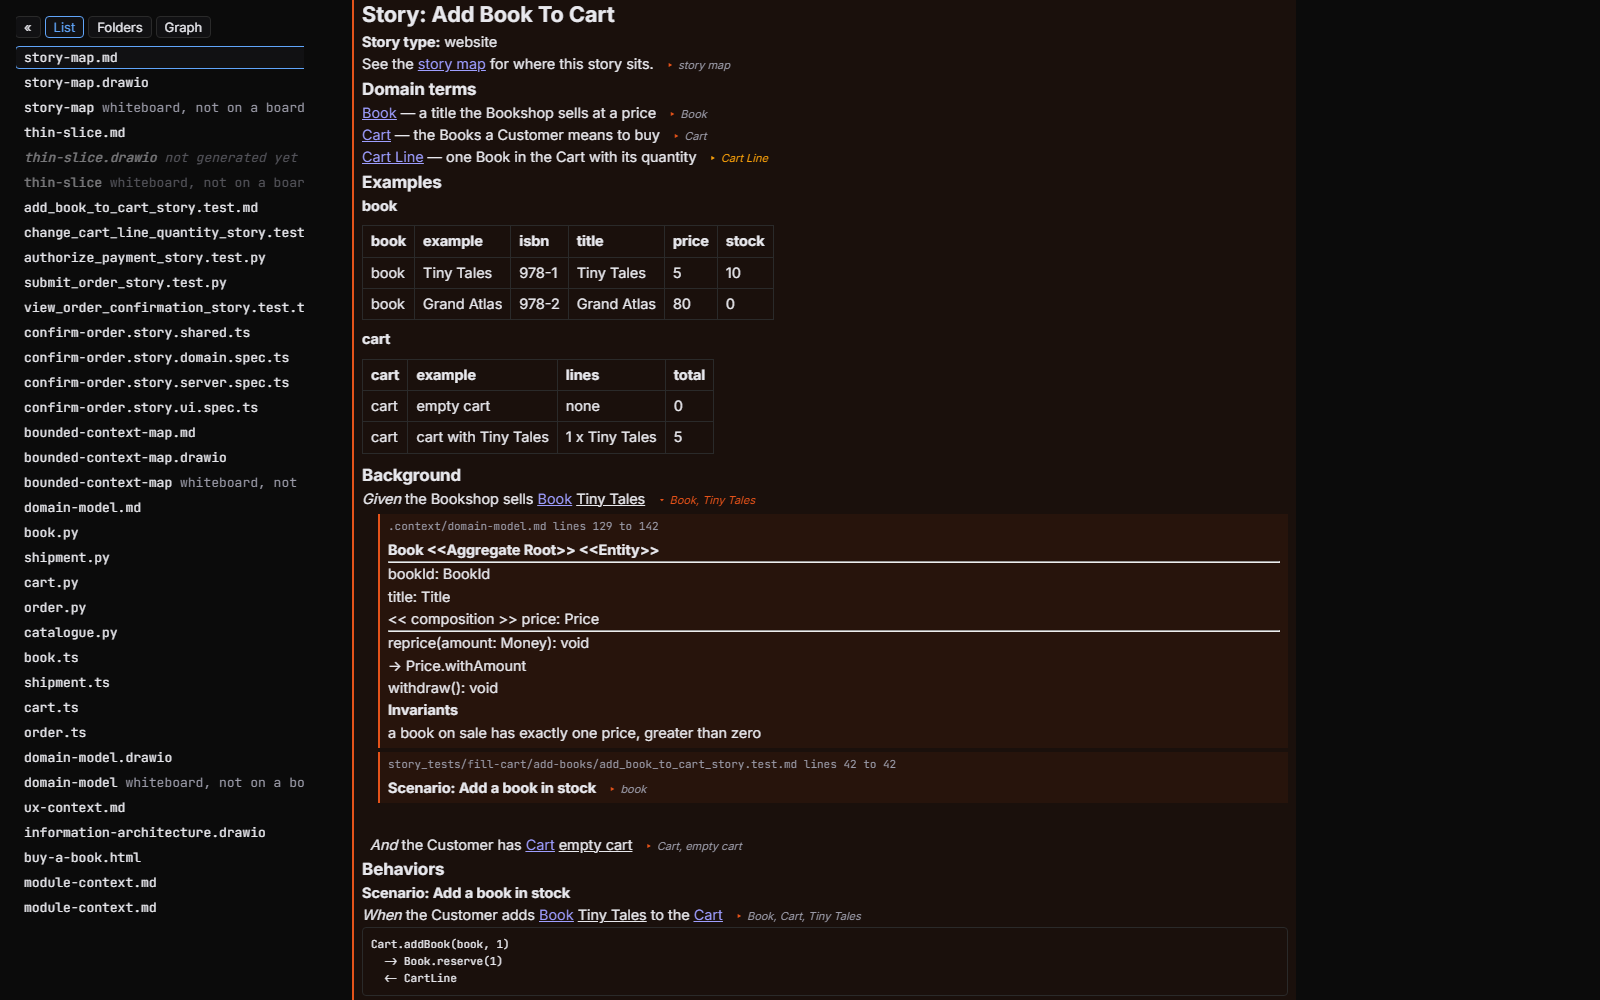 «
List
Folders
Graph
story-map.md
story-map.drawio
story-map whiteboard, not on a board
thin-slice.md
thin-slice.drawio not generated yet
thin-slice whiteboard, not on a boar
add_book_to_cart_story.test.md
change_cart_line_quantity_story.test
authorize_payment_story.test.py
submit_order_story.test.py
view_order_confirmation_story.test.t
confirm-order.story.shared.ts
confirm-order.story.domain.spec.ts
confirm-order.story.server.spec.ts
confirm-order.story.ui.spec.ts
bounded-context-map.md
bounded-context-map.drawio
bounded-context-map whiteboard, not
domain-model.md
book.py
shipment.py
cart.py
order.py
catalogue.py
book.ts
shipment.ts
cart.ts
order.ts
domain-model.drawio
domain-model whiteboard, not on a bo
ux-context.md
information-architecture.drawio
buy-a-book.html
module-context.md
module-context.md
Story: Add Book To Cart
Story type: website
See the story map for where this story sits. ‣ story map
Domain terms
Book — a title the Bookshop sells at a price ‣ Book
Cart — the Books a Customer means to buy ‣ Cart
Cart Line — one Book in the Cart with its quantity ‣ Cart Line
Examples
book
book example isbn title price stock
book Tiny Tales 978-1 Tiny Tales 5 10
book Grand Atlas 978-2 Grand Atlas 80 0
cart
cart example lines total
cart empty cart none 0
cart cart with Tiny Tales 1 x Tiny Tales 5
Background
Given the Bookshop sells Book Tiny Tales ▾ Book, Tiny Tales
.context/domain-model.md lines 129 to 142
Book <<Aggregate Root>> <<Entity>>
bookId: BookId
title: Title
<< composition >> price: Price
reprice(amount: Money): void
→ Price.withAmount
withdraw(): void
Invariants
a book on sale has exactly one price, greater than zero
story_tests/fill-cart/add-books/add_book_to_cart_story.test.md lines 42 to 42
Scenario: Add a book in stock ‣ book
And the Customer has Cart empty cart ‣ Cart, empty cart
Behaviors
Scenario: Add a book in stock
When the Customer adds Book Tiny Tales to the Cart ‣ Book, Cart, Tiny Tales
Cart.addBook(book, 1)
→ Book.reserve(1)
← CartLine